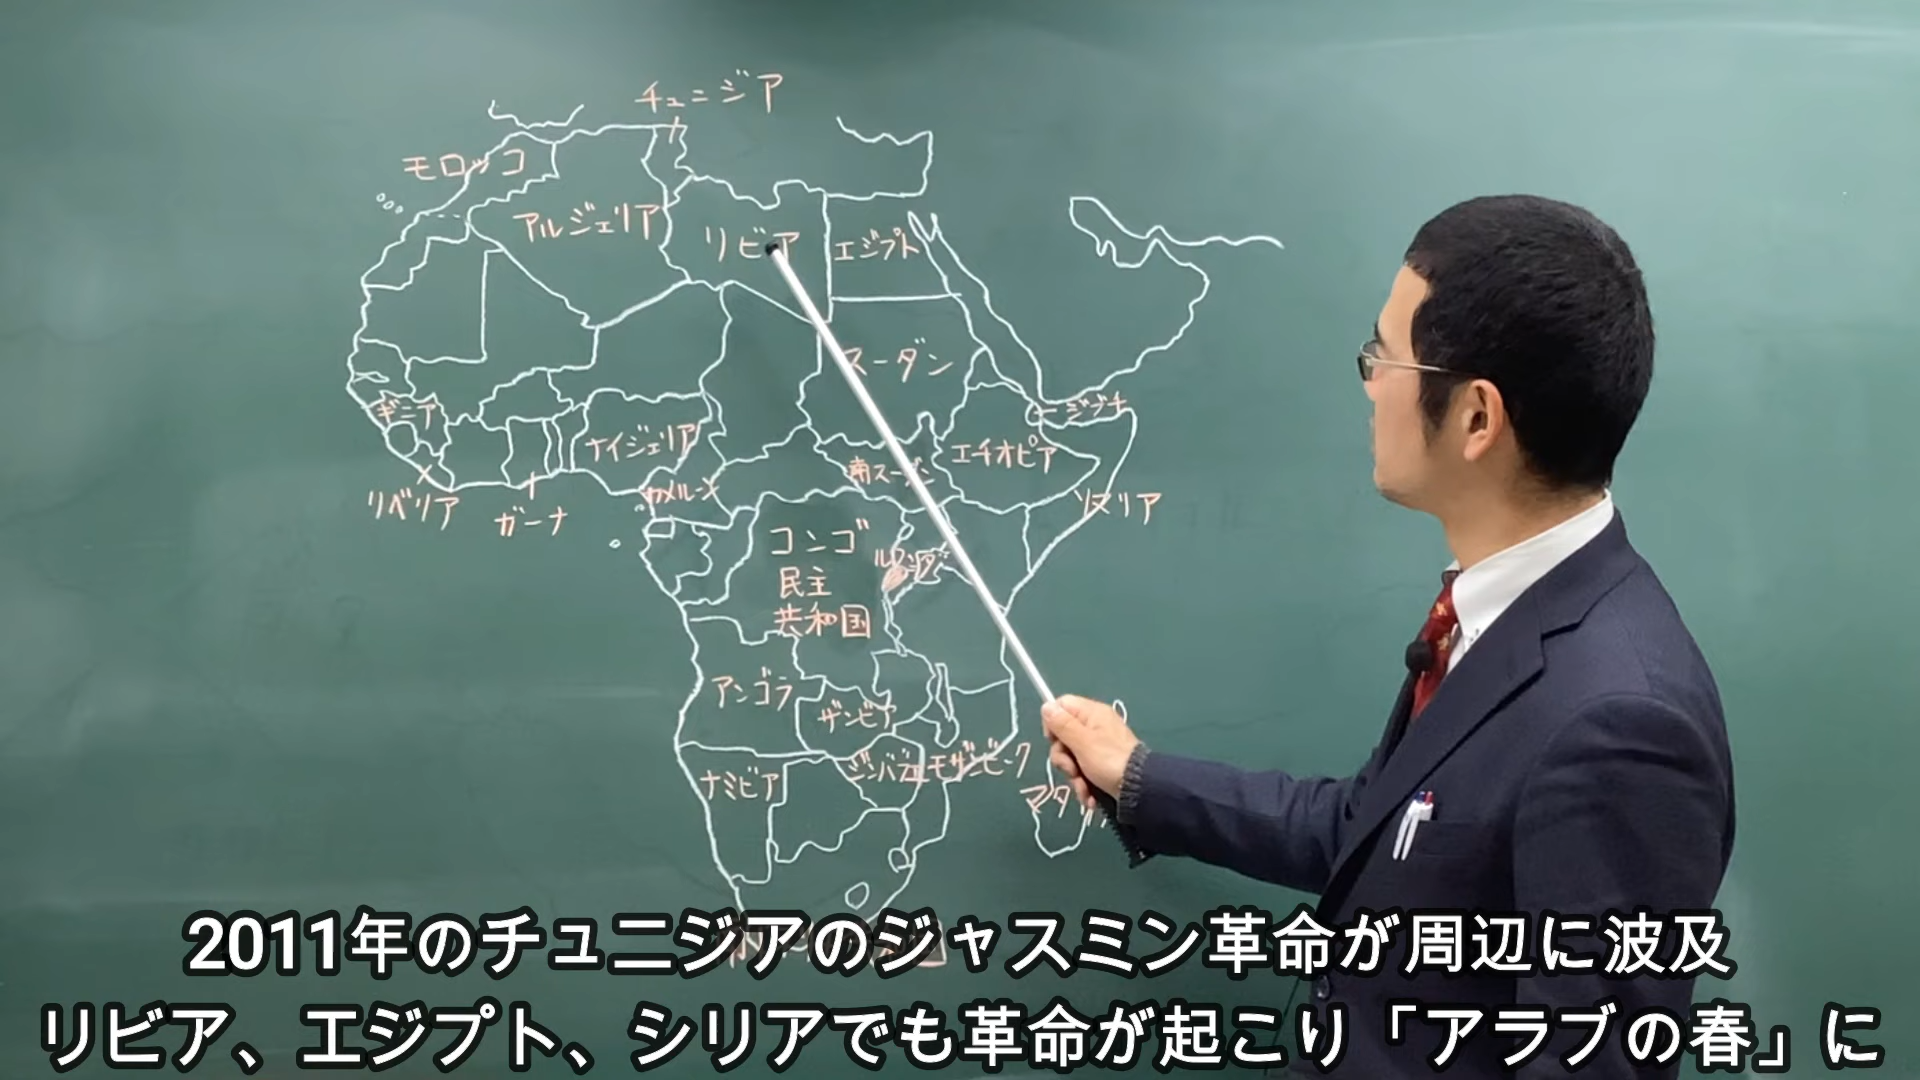 チュニジア
モロッコ
アルジェリア
リビア
エジプト
スーダン
ギニア
ジブチ
ナイジェリア
エチオピア
南スーダン
カメルーン
リベリア
ガーナ
ソマリア
コンゴ
民主
共和国
ルワンダ
アンゴラ
ザンビア
ナミビア
ジンバブエ
モザンビーク
2011年のチュニジアのジャスミン革命が周辺に波及
リビア、エジプト、シリアでも革命が起こり「アラブの春」に